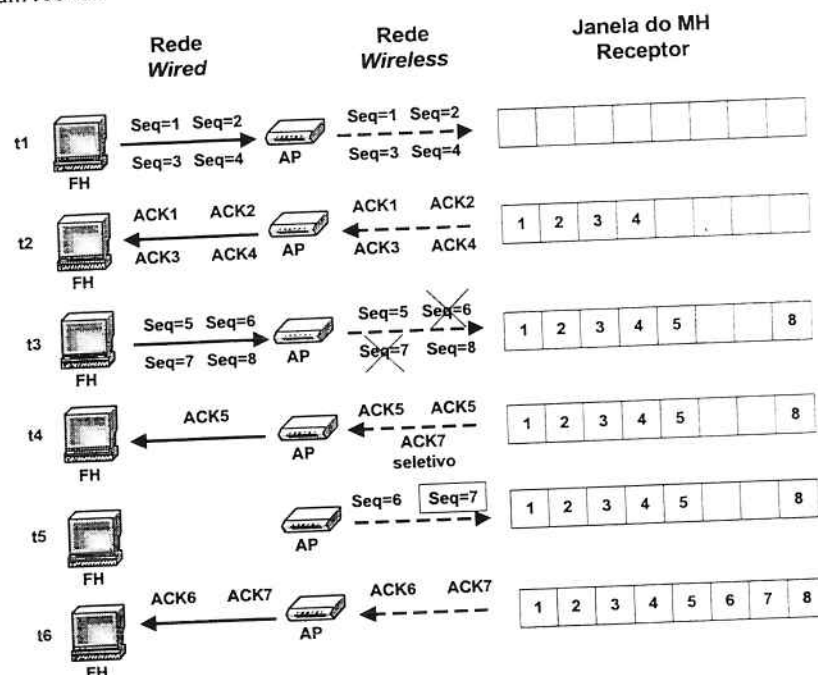 Rede
Wired
Rede
Wireless
Janela do MH
Receptor
t1
Seq=1 Seq=2
Seq=3 Seq=4
FH
AP
Seq=1 Seq=2
Seq=3 Seq=4
t2
ACK1 ACK2
ACK3 ACK4
FH
AP
ACK1 ACK2
ACK3 ACK4
1 2 3 4
t3
Seq=5 Seq=6
Seq=7 Seq=8
FH
AP
Seq=5 Seq=6
Seq=7 Seq=8
1 2 3 4 5 8
t4
ACK5
FH
AP
ACK5 ACK5
ACK7
seletivo
1 2 3 4 5 8
t5
FH
AP
Seq=6 Seq=7
1 2 3 4 5 8
t6
ACK6 ACK7
FH
AP
ACK6 ACK7
1 2 3 4 5 6 7 8